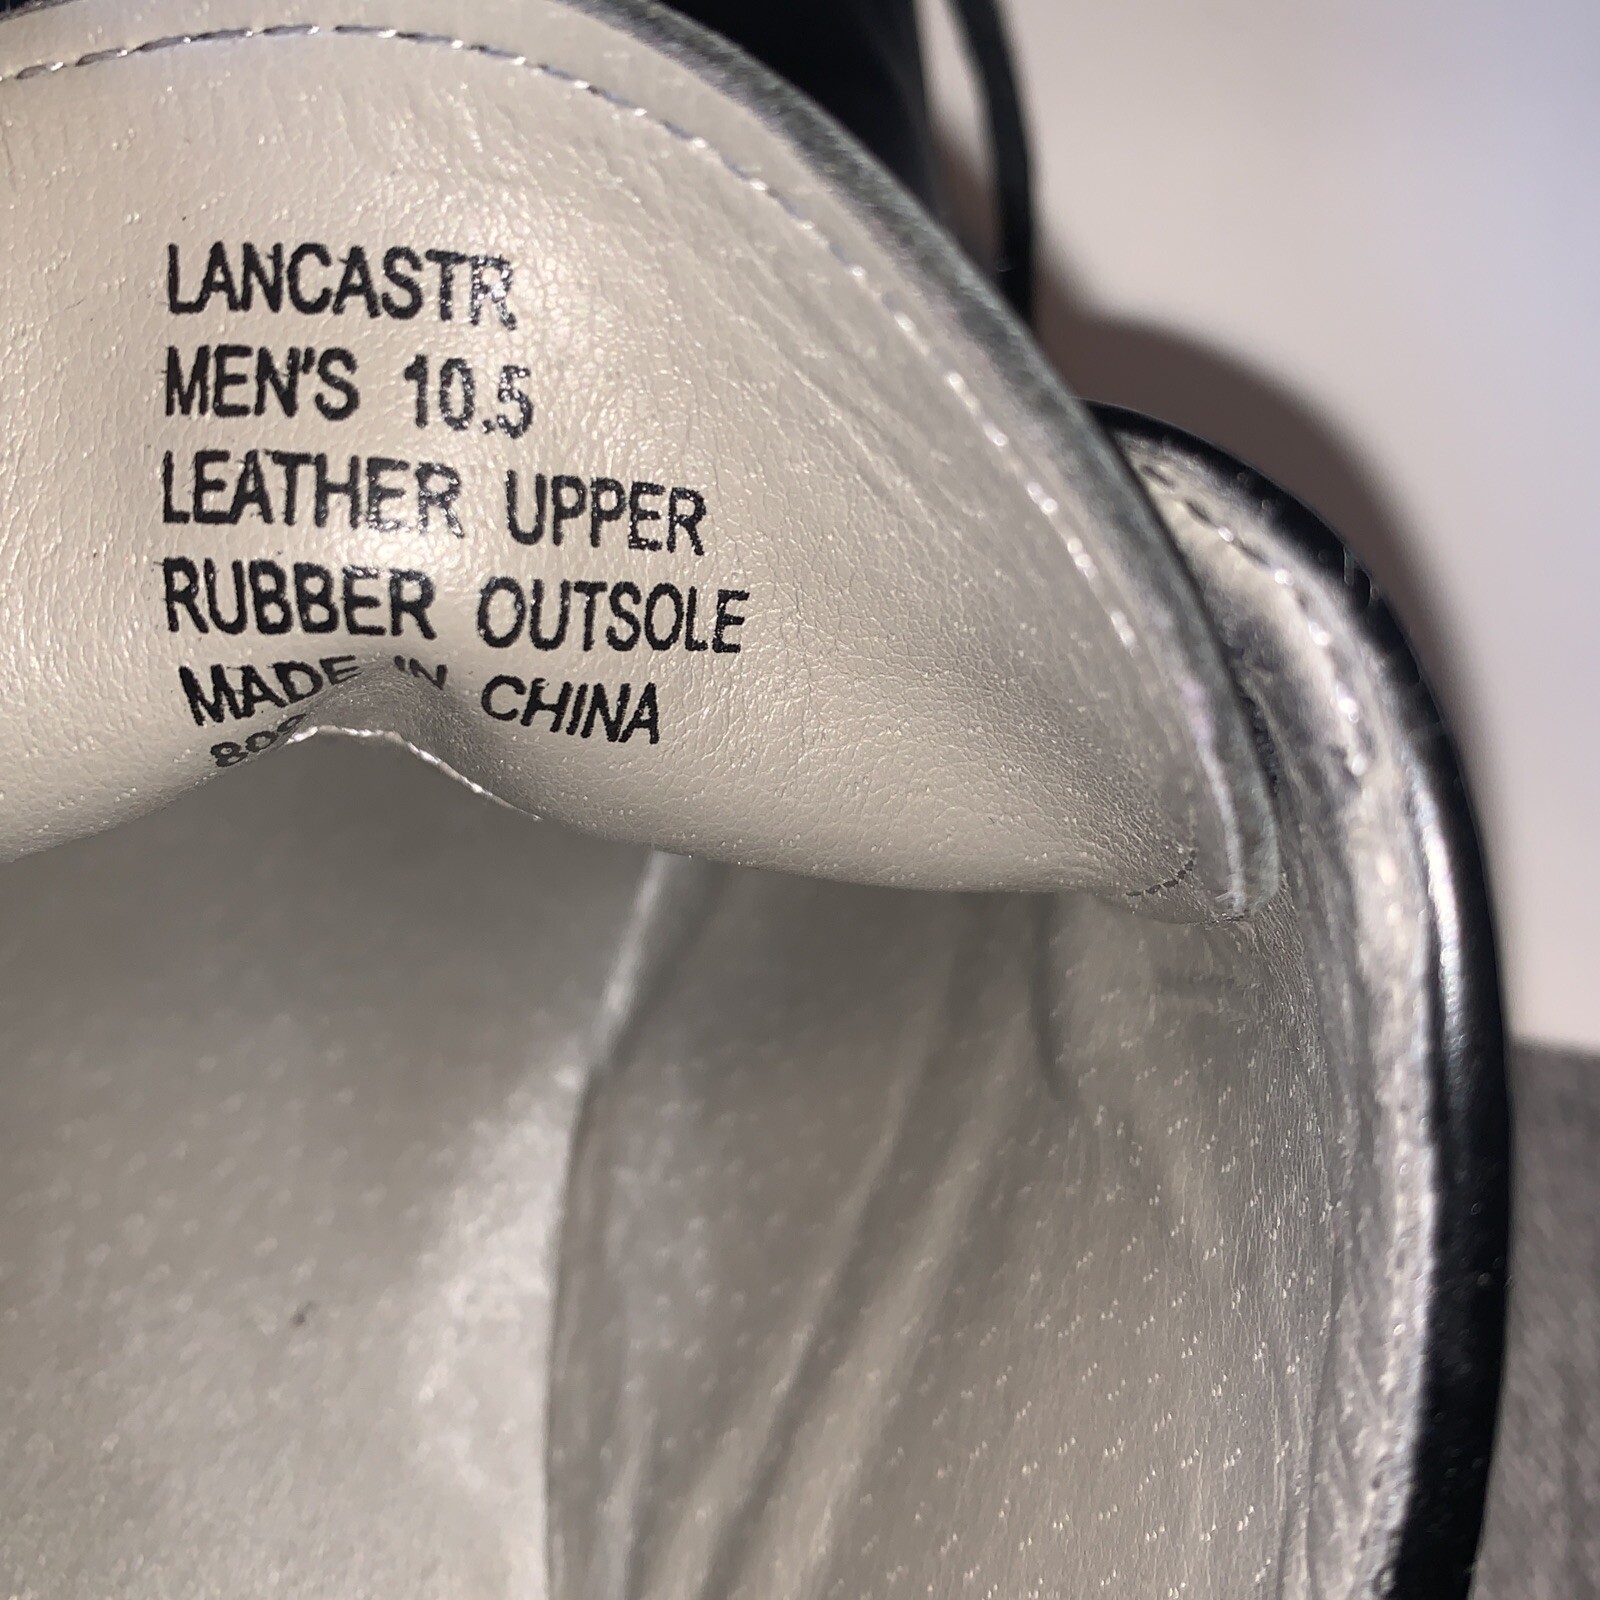 LANCASTR
MEN'S 10.5
LEATHER UPPER
RUBBER OUTSOLE
MADE IN CHINA